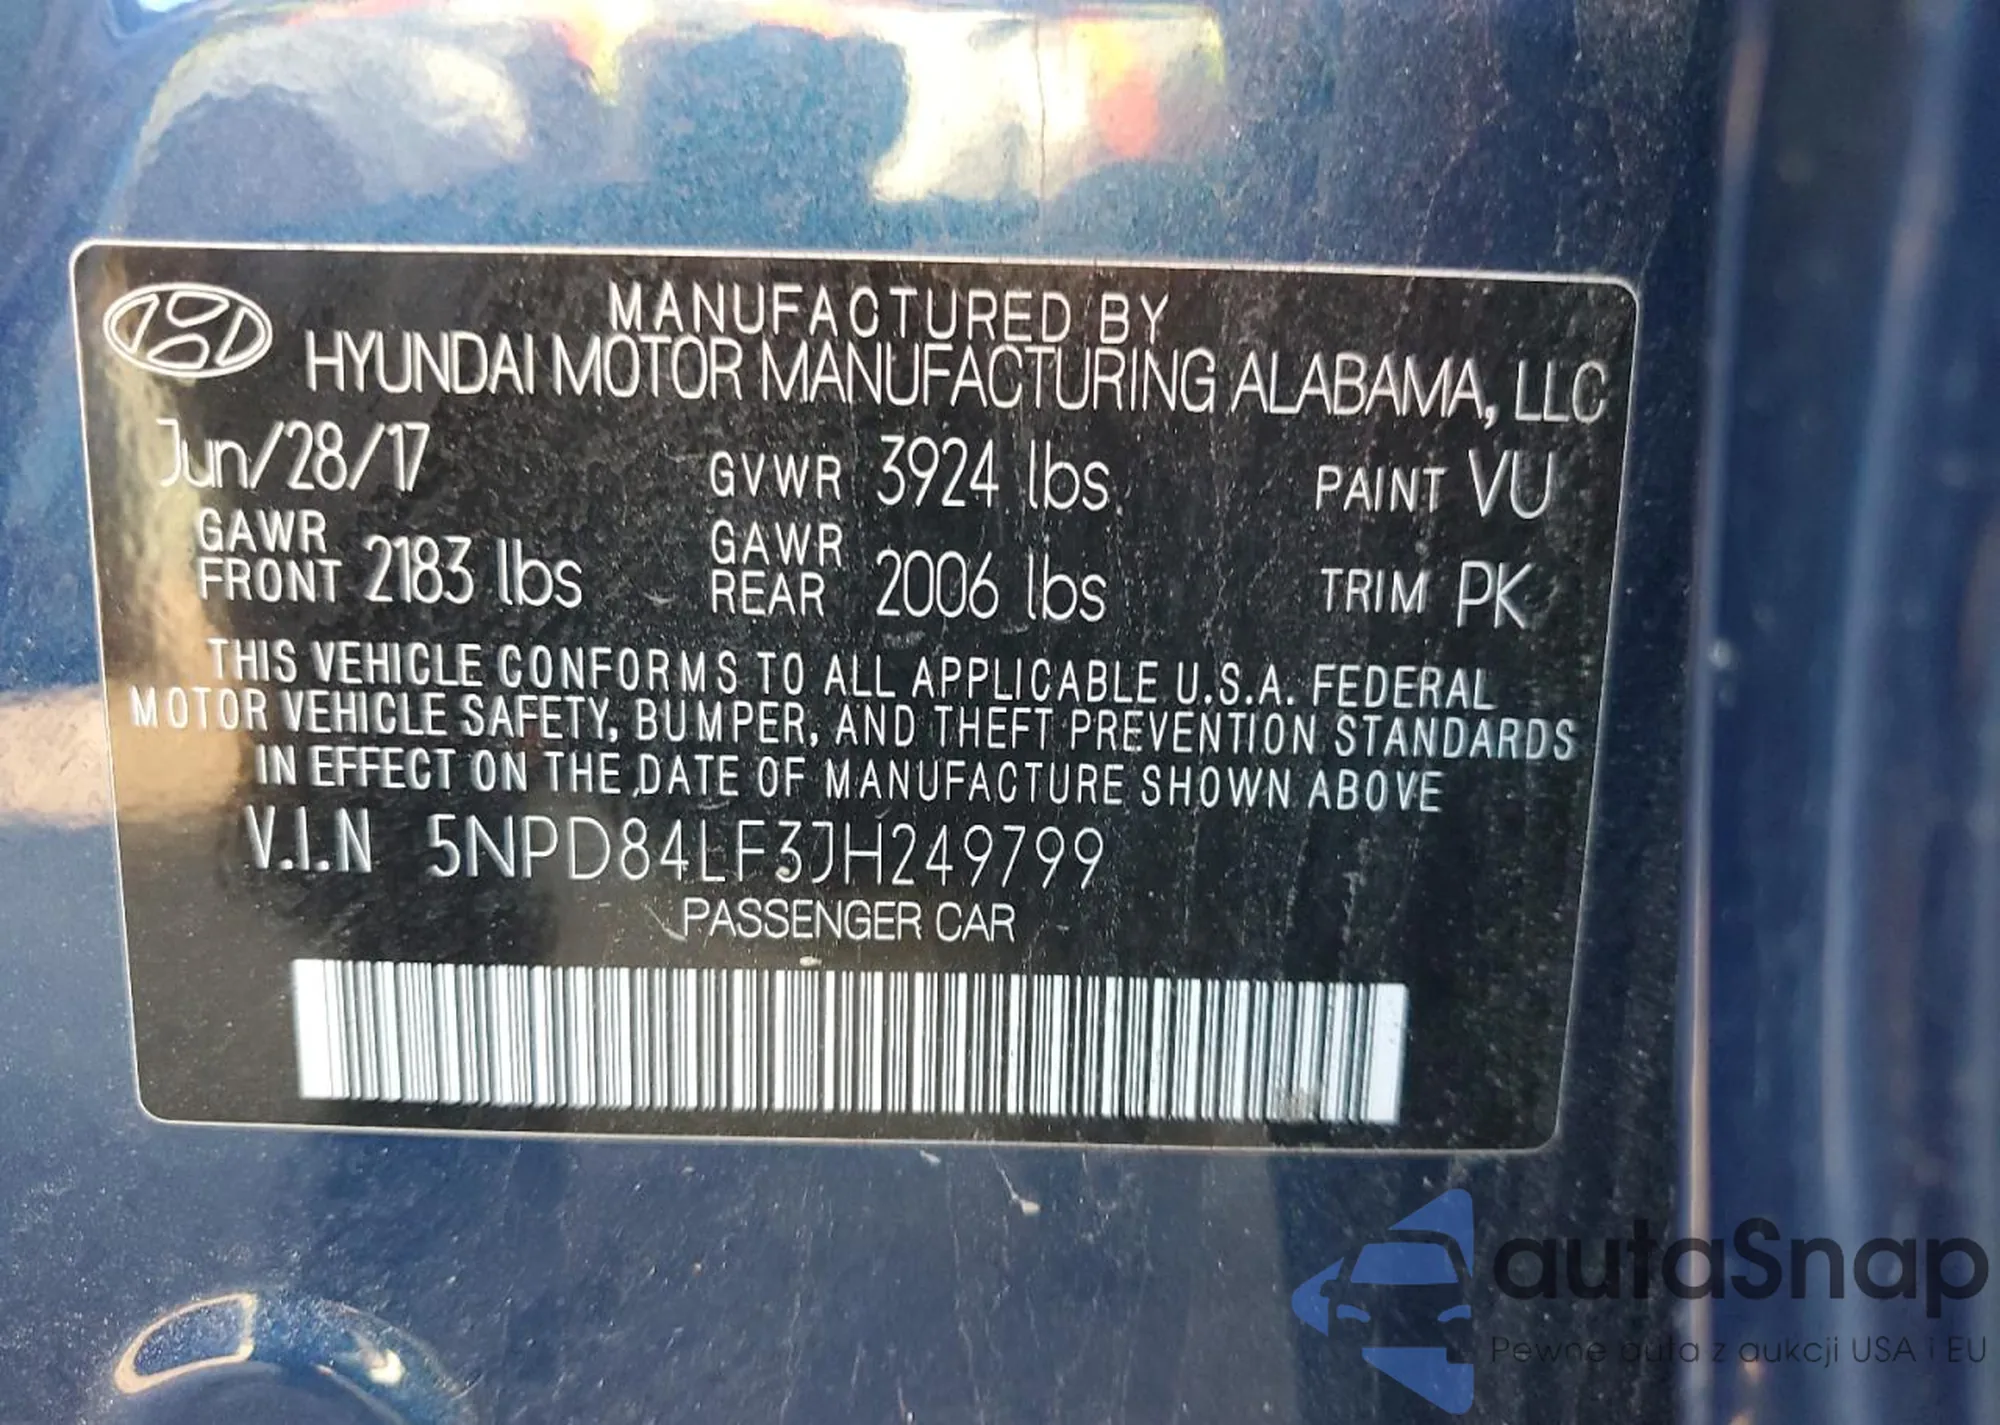 MANUFACTURED BY
HYUNDAI MOTOR MANUFACTURING ALABAMA, LLC
Jun/28/17 GVWR 3924 lbs. PAINT VU
GAWR FRONT 2183 lbs GAWR REAR 2006 lbs TRIM PK
THIS VEHICLE CONFORMS TO ALL APPLICABLE U.S.A. FEDERAL
MOTOR VEHICLE SAFETY, BUMPER, AND THEFT PREVENTION STANDARDS
IN EFFECT ON THE DATE OF MANUFACTURE SHOWN ABOVE
V.I.N 5NPD84LF3JH249799
PASSENGER CAR
autaSnap
Pewne auta z aukcji USA i EU